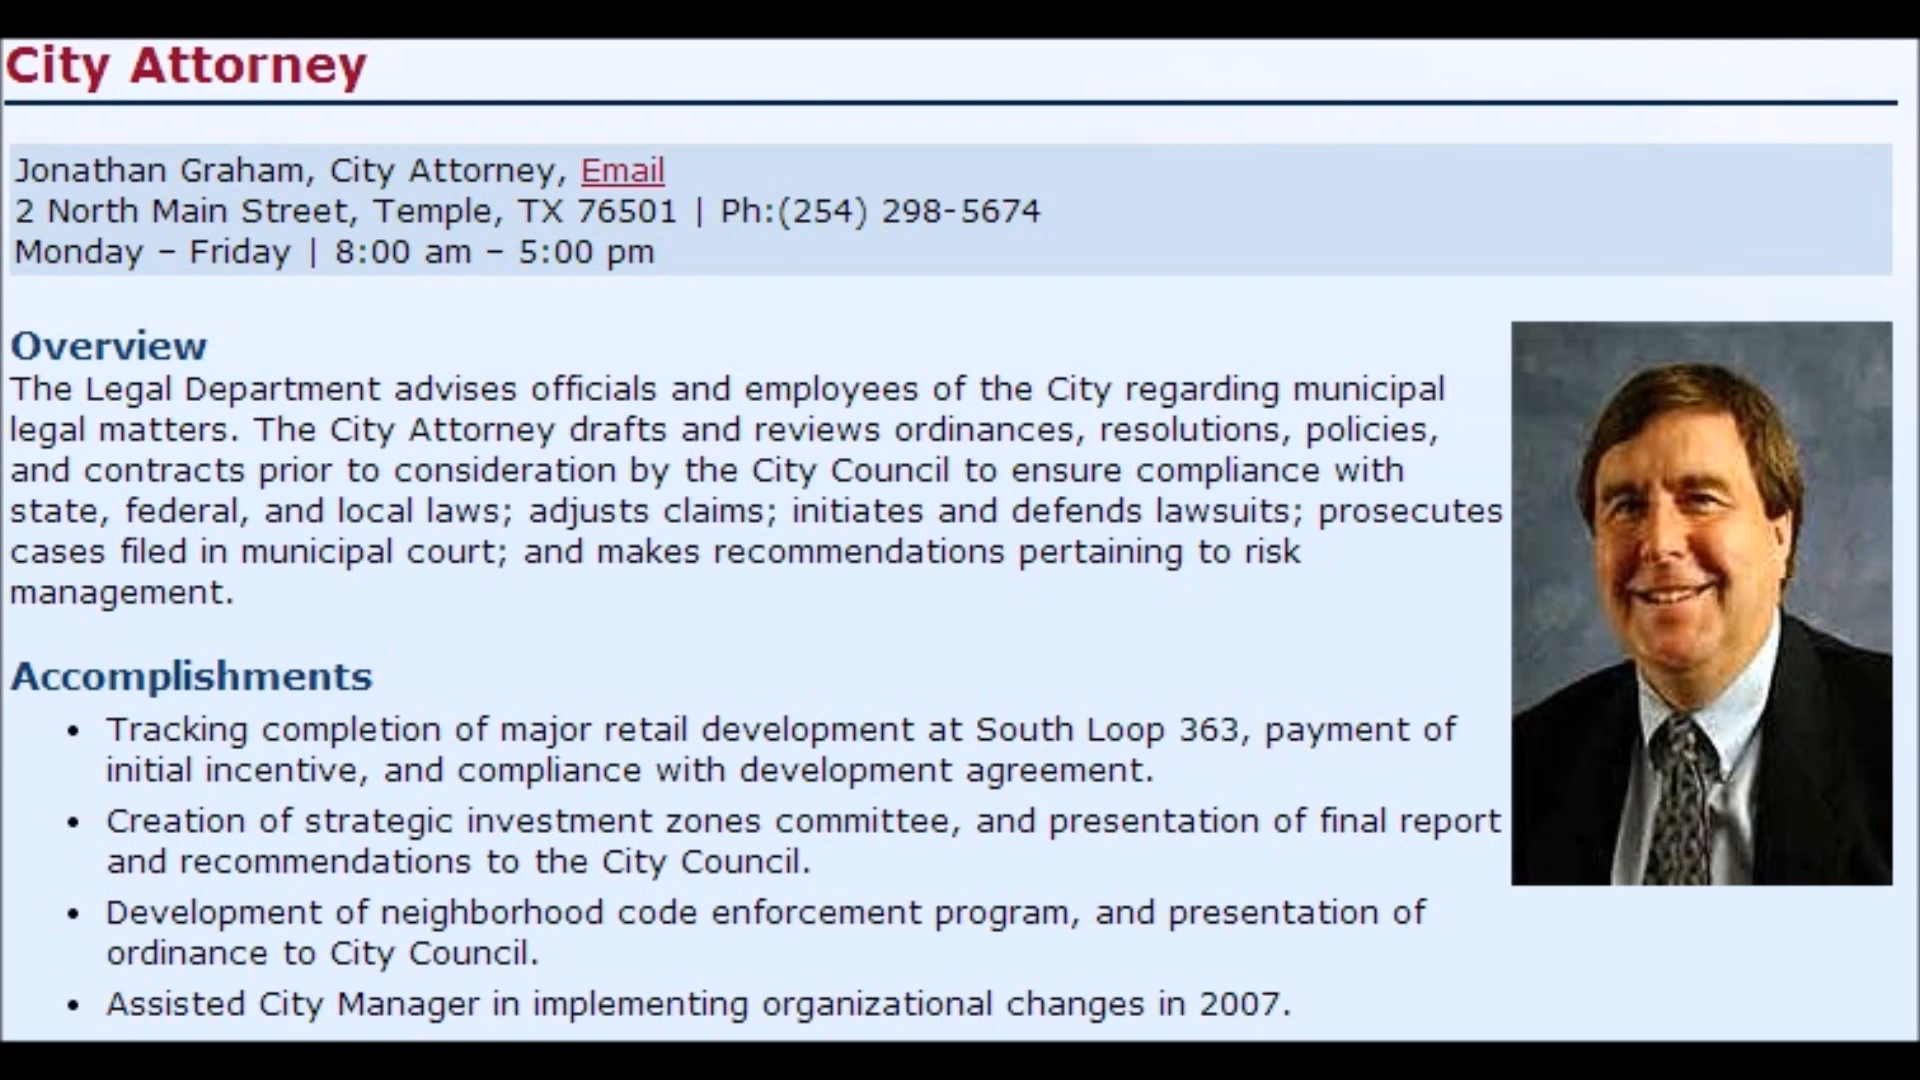 City Attorney
Jonathan Graham, City Attorney, Email
2 North Main Street, Temple, TX 76501 | Ph:(254) 298-5674
Monday – Friday | 8:00 am – 5:00 pm
Overview
The Legal Department advises officials and employees of the City regarding municipal
legal matters. The City Attorney drafts and reviews ordinances, resolutions, policies,
and contracts prior to consideration by the City Council to ensure compliance with
state, federal, and local laws; adjusts claims; initiates and defends lawsuits; prosecutes
cases filed in municipal court; and makes recommendations pertaining to risk
management.
Accomplishments
• Tracking completion of major retail development at South Loop 363, payment of
initial incentive, and compliance with development agreement.
• Creation of strategic investment zones committee, and presentation of final report
and recommendations to the City Council.
• Development of neighborhood code enforcement program, and presentation of
ordinance to City Council.
• Assisted City Manager in implementing organizational changes in 2007.